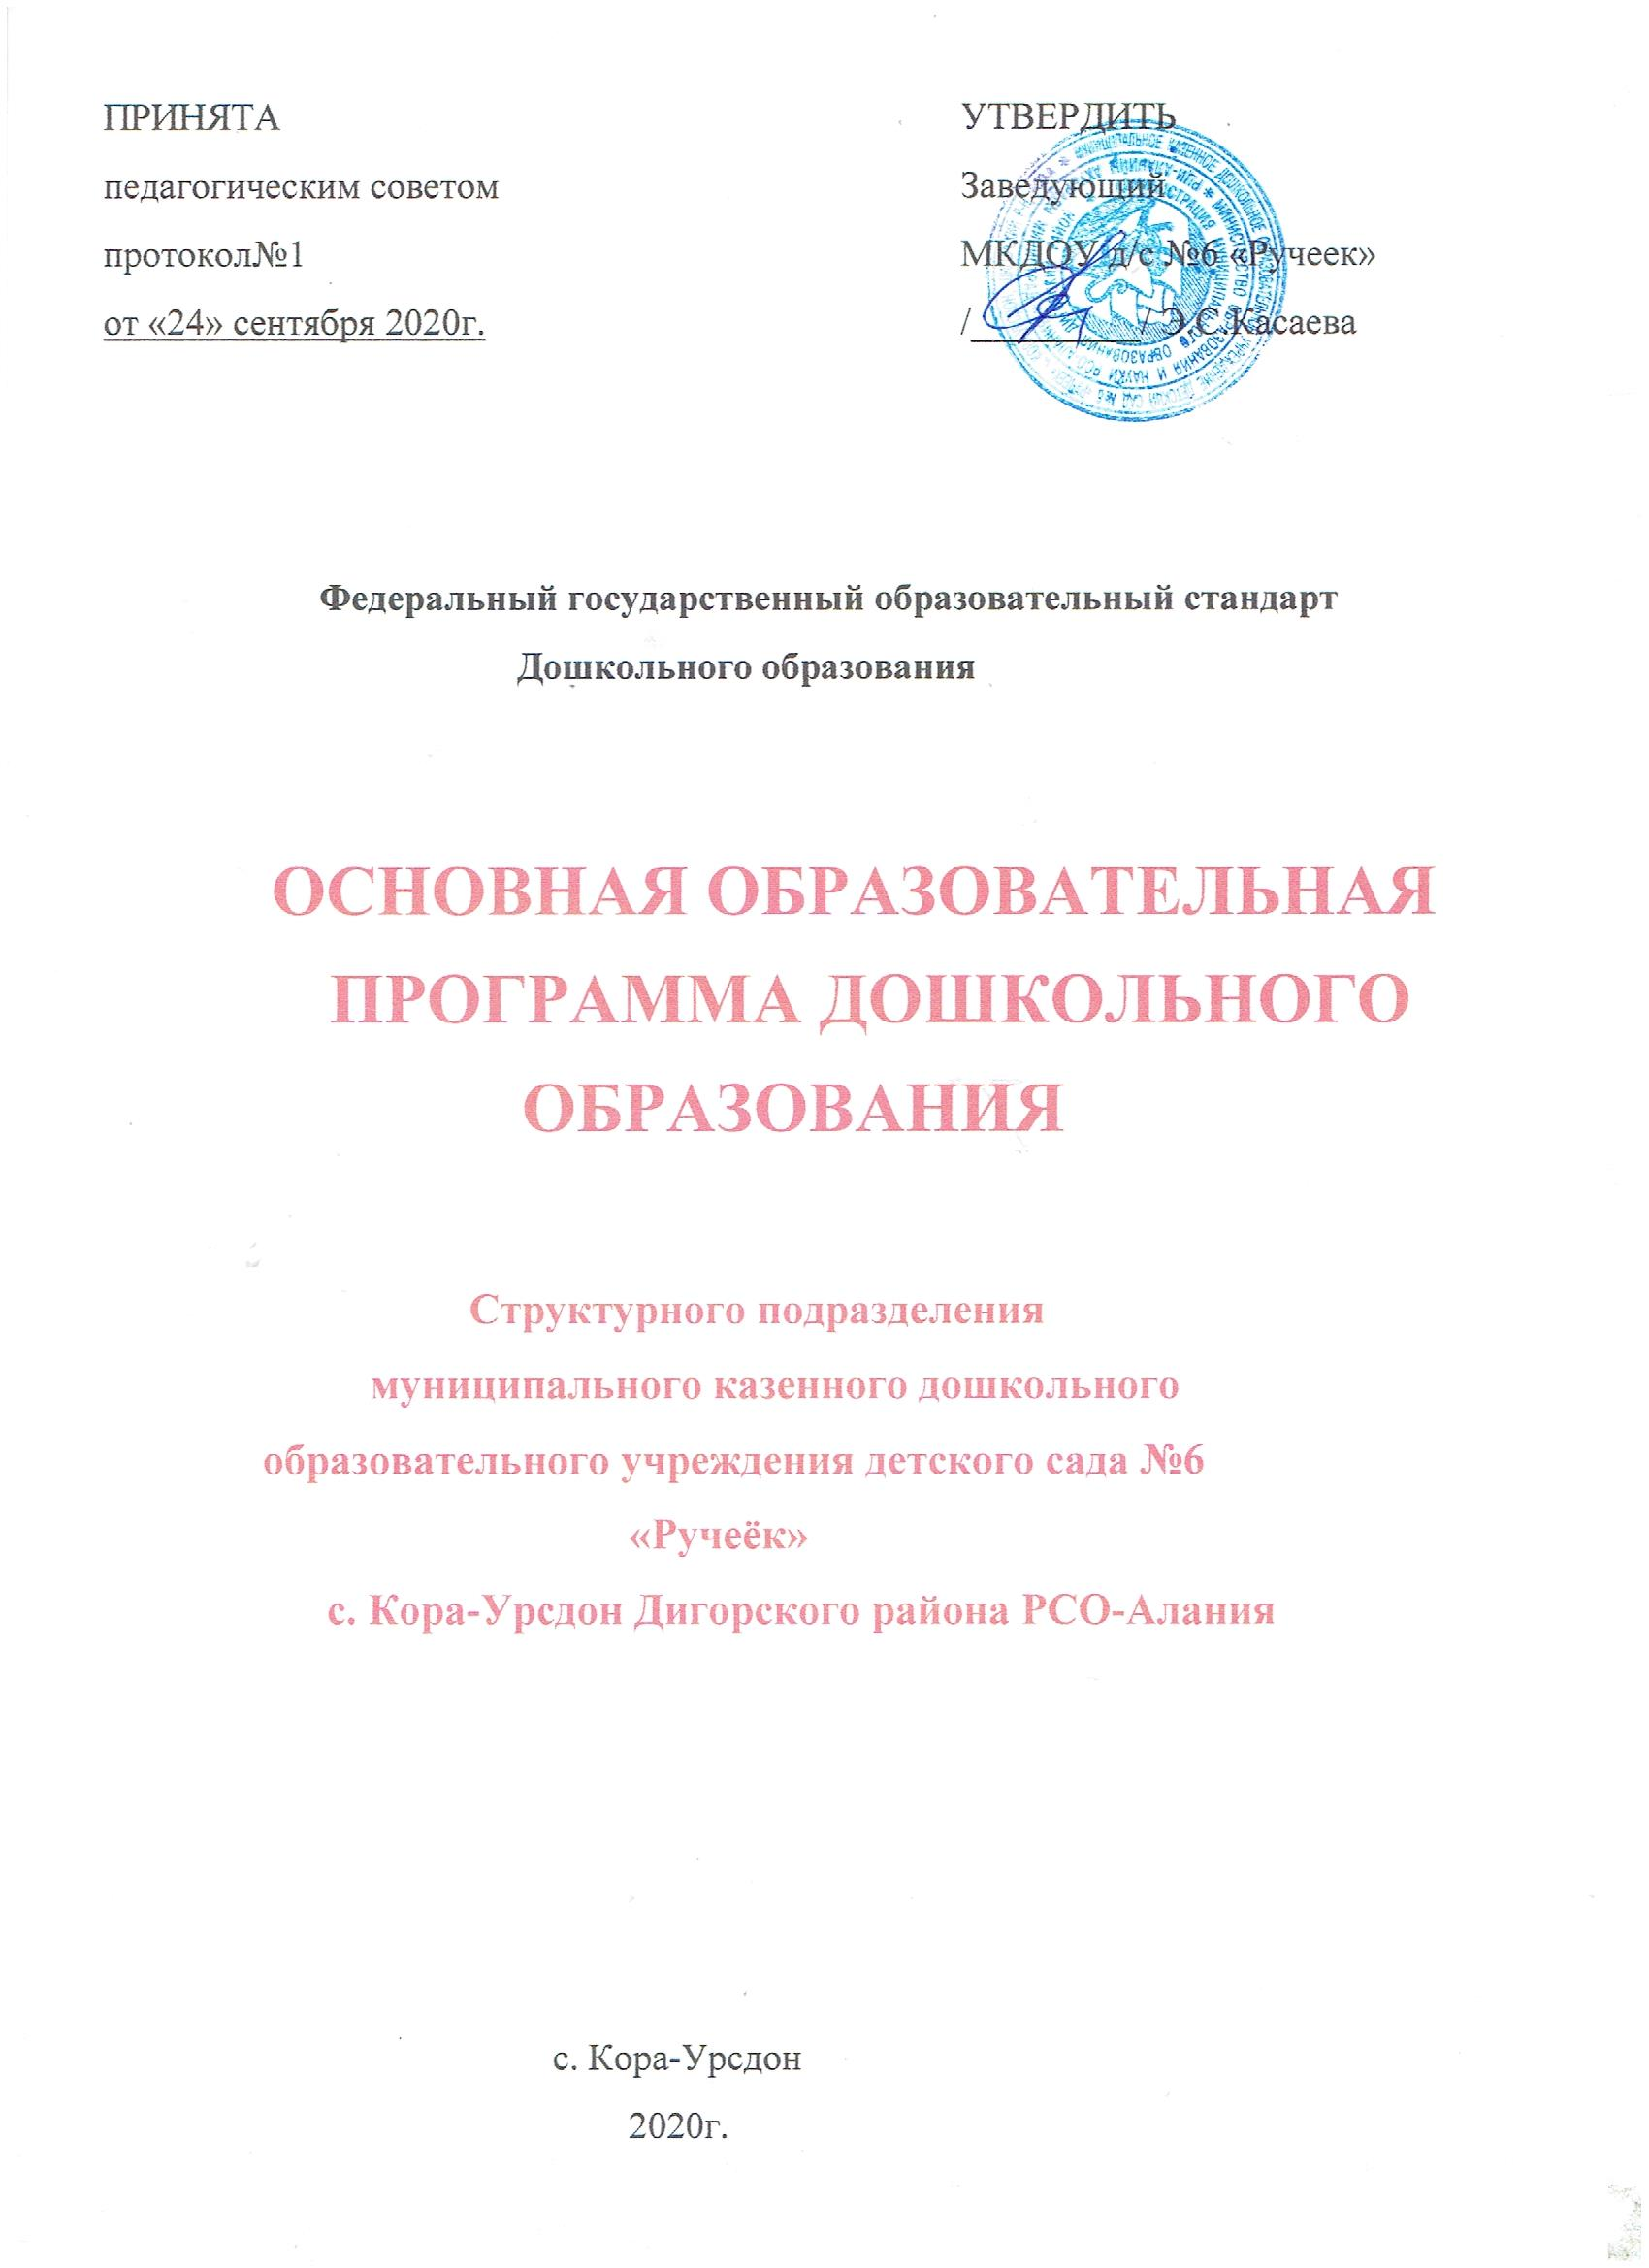 ПРИНЯТА
педагогическим советом
протокол№1
от «24» сентября 2020г.
УТВЕРДИТЬ
Заведующий
МКДОУ д/с №6 «Ручеек»
/_________/ Э.С.Касаева
Федеральный государственный образовательный стандарт
Дошкольного образования
ОСНОВНАЯ ОБРАЗОВАТЕЛЬНАЯ
ПРОГРАММА ДОШКОЛЬНОГО
ОБРАЗОВАНИЯ
Структурного подразделения
муниципального казенного дошкольного
образовательного учреждения детского сада №6
«Ручеёк»
с. Кора-Урсдон Дигорского района РСО-Алания
с. Кора-Урсдон
2020г.